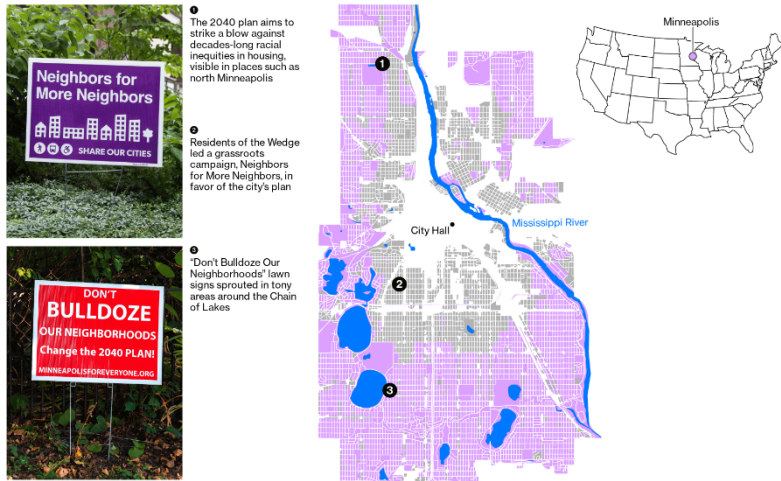 Neighbors for
More Neighbors
SHARE OUR CITIES
DON'T
BULLDOZE
OUR NEIGHBORHOODS
Change the 2040 PLAN!
MINNEAPOLISFOREVERYONE.ORG
1
The 2040 plan aims to
strike a blow against
decades-long racial
inequities in housing,
visible in places such as
north Minneapolis
2
Residents of the Wedge
led a grassroots
campaign, Neighbors
for More Neighbors, in
favor of the city's plan
3
"Don't Bulldoze Our
Neighborhoods" lawn
signs sprouted in tony
areas around the Chain
of Lakes
1
Mississippi River
City Hall
2
3
Minneapolis